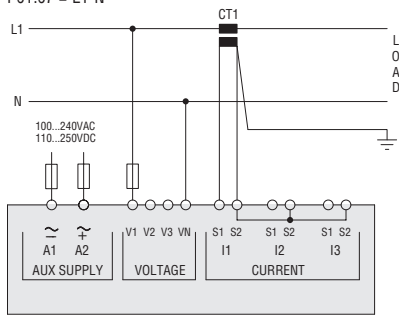 P01.07 = L1-N
CT1
L1
L
O
A
D
N
100...240VAC
110...250VDC
V1 V2 V3 VN
S1 S2
S1 S2
S1 S2
A1
A2
I1
I2
I3
AUX SUPPLY
VOLTAGE
CURRENT